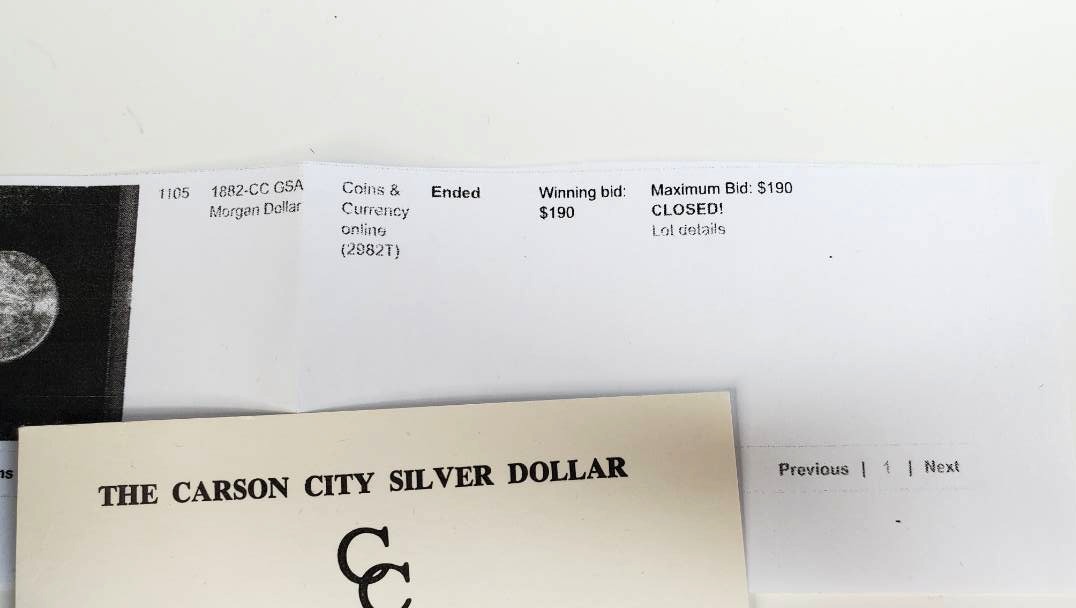 1105
1882-CC GSA
Morgan Dollar
Coins &
Currency
online
(2982T)
Ended
Winning bid:
$190
Maximum Bid: $190
CLOSED!
Lot details
ns
Previous | 1 | Next
THE CARSON CITY SILVER DOLLAR
CC